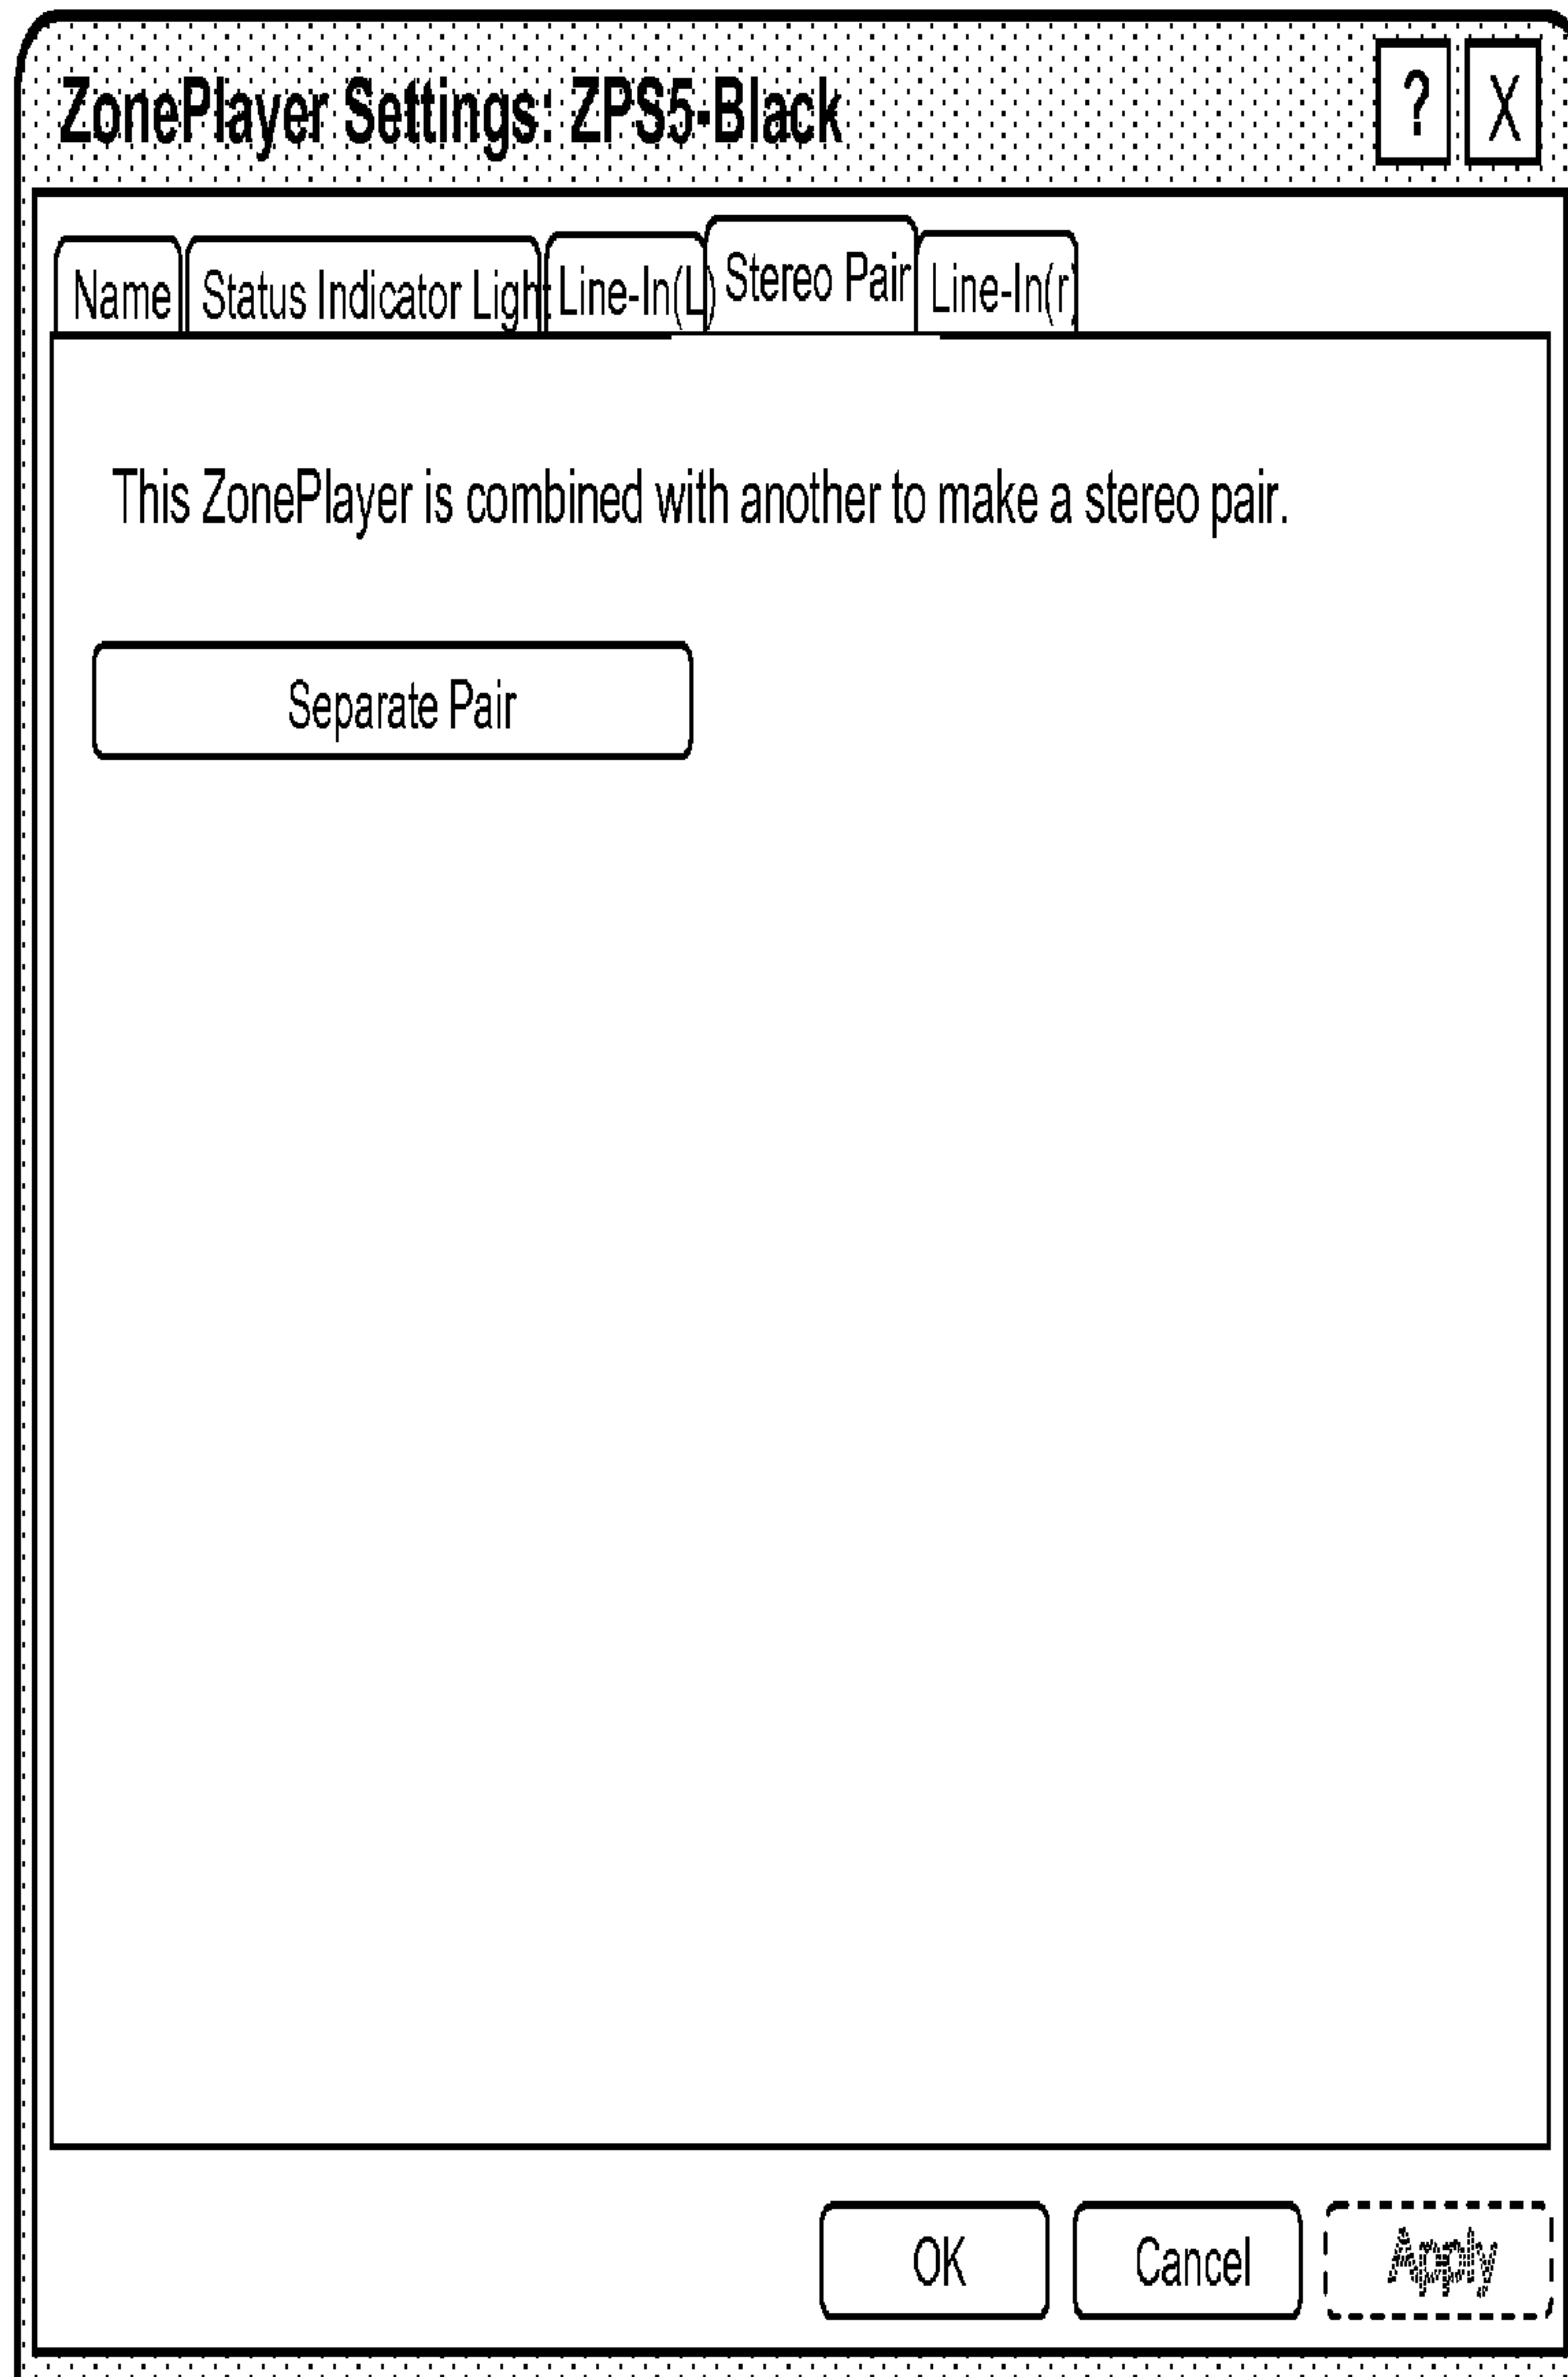 ZonePlayer Settings: ZPS5-Black ? X
Name Status Indicator Light Line-In(L) Stereo Pair Line-In(r)
This ZonePlayer is combined with another to make a stereo pair.
Separate Pair
OK Cancel Apply